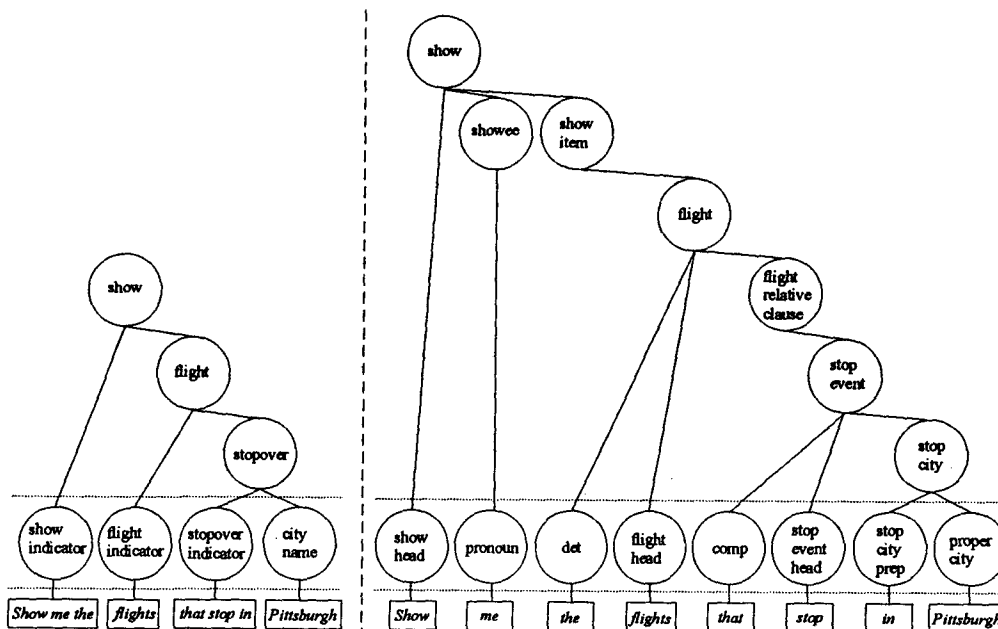 show
showee
show
item
flight
flight
relative
clause
stop
event
stop
city
show
head
pronoun
det
flight
head
comp
stop
event
head
stop
city
prep
proper
city
Show
me
the
flights
that
stop
in
Pittsburgh
show
flight
stopover
show
indicator
flight
indicator
stopover
indicator
city
name
Show me the
flights
that stop in
Pittsburgh